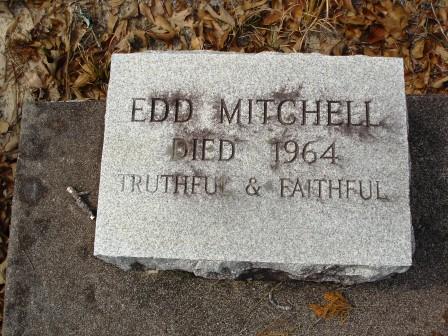 EDD MITCHELL
DIED 1964
TRUTHFUL & FAITHFUL